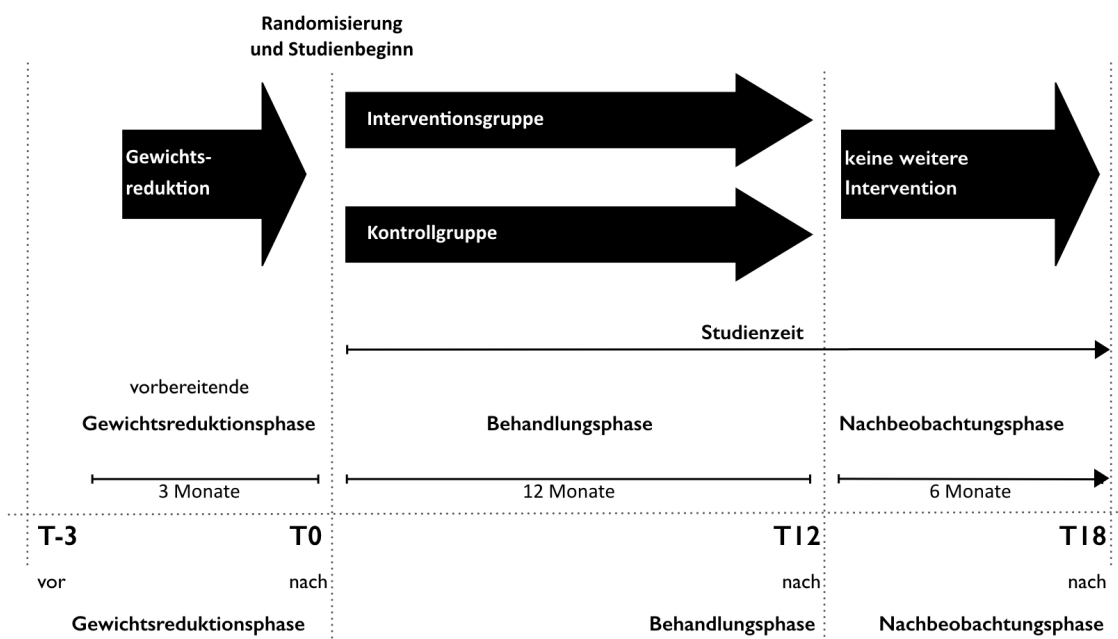 Randomisierung
und Studienbeginn
Gewichts-
reduktion
Interventionsgruppe
Kontrollgruppe
keine weitere
Intervention
Studienzeit
vorbereitende
Gewichtsreduktionsphase
Behandlungsphase
Nachbeobachtungsphase
3 Monate
12 Monate
6 Monate
T-3
T0
T12
T18
vor
nach
nach
nach
Gewichtsreduktionsphase
Behandlungsphase
Nachbeobachtungsphase